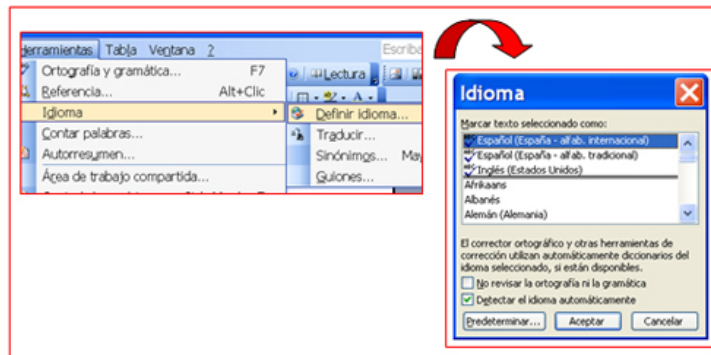 Herramientas Tabla Ventana ?
Escriba
Ortografía y gramática... F7
Lectura
Referencia... Alt+Clic
Idioma
Definir idioma...
Contar palabras...
Traducir...
Autorresumen...
Sinónimos... May
Área de trabajo compartida...
Guiones...
Idioma
Marcar texto seleccionado como:
Español (España - alfab. internacional)
Español (España - alfab. tradicional)
Inglés (Estados Unidos)
Afrikaans
Albanés
Alemán (Alemania)
El corrector ortográfico y otras herramientas de
corrección utilizan automáticamente diccionarios del
idioma seleccionado, si están disponibles.
No revisar la ortografía ni la gramática
Detectar el idioma automáticamente
Predeterminar... Aceptar Cancelar